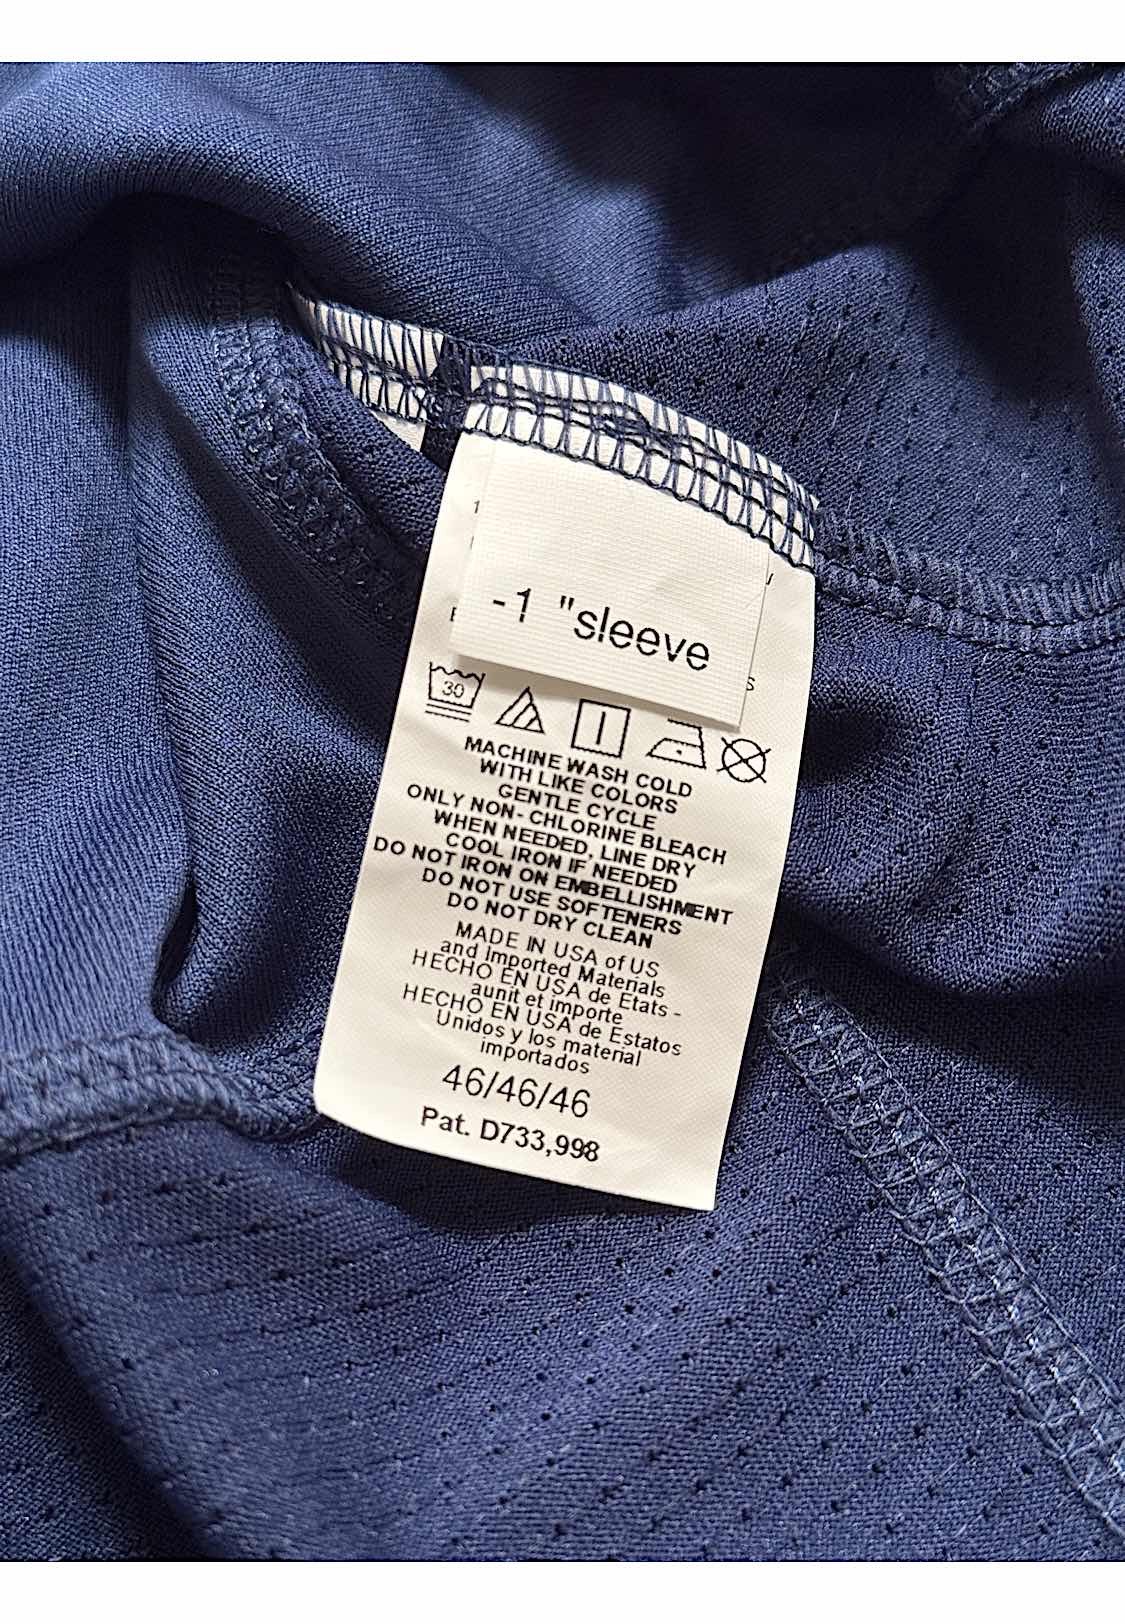 -1 "sleeve
30
MACHINE WASH COLD
WITH LIKE COLORS
GENTLE CYCLE
ONLY NON- CHLORINE BLEACH
WHEN NEEDED, LINE DRY
COOL IRON IF NEEDED
DO NOT IRON ON EMBELLISHMENT
DO NOT USE SOFTENERS
DO NOT DRY CLEAN
MADE IN USA of US
and Imported Materials
HECHO EN USA de Etats -
aunit et importe
HECHO EN USA de Estatos
Unidos y los material
importados
46/46/46
Pat. D733,998